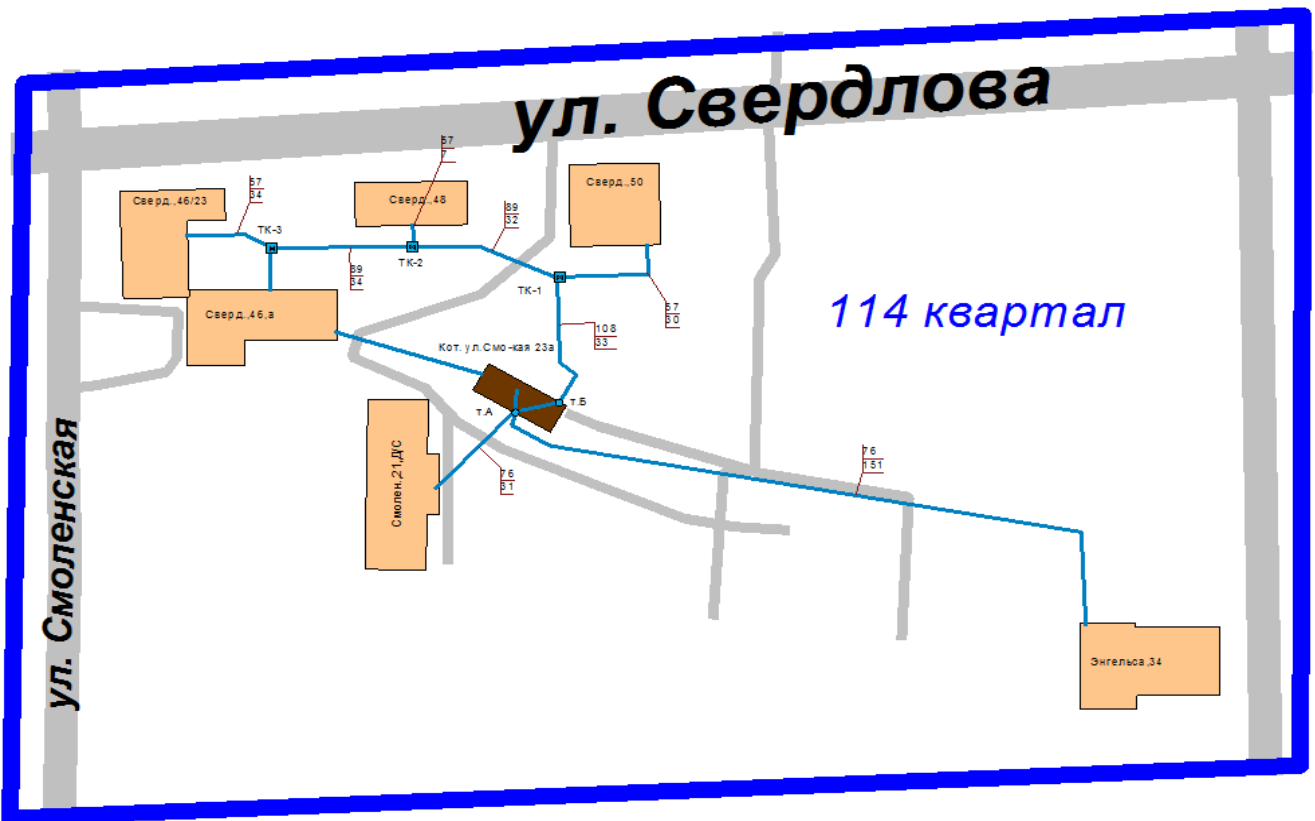 ул. Свердлова
57
7
Сверд.,46/23
57
34
Сверд.,48
Сверд.,50
89
32
ТК-3
ТК-2
89
34
ТК-1
57
30
Сверд.,46,а
108
33
114 квартал
Кот. ул.Смо-кая 23а
т.А
т.Б
Смолен.,21,Д/С
76
31
76
151
ул. Смоленская
Энгельса,34